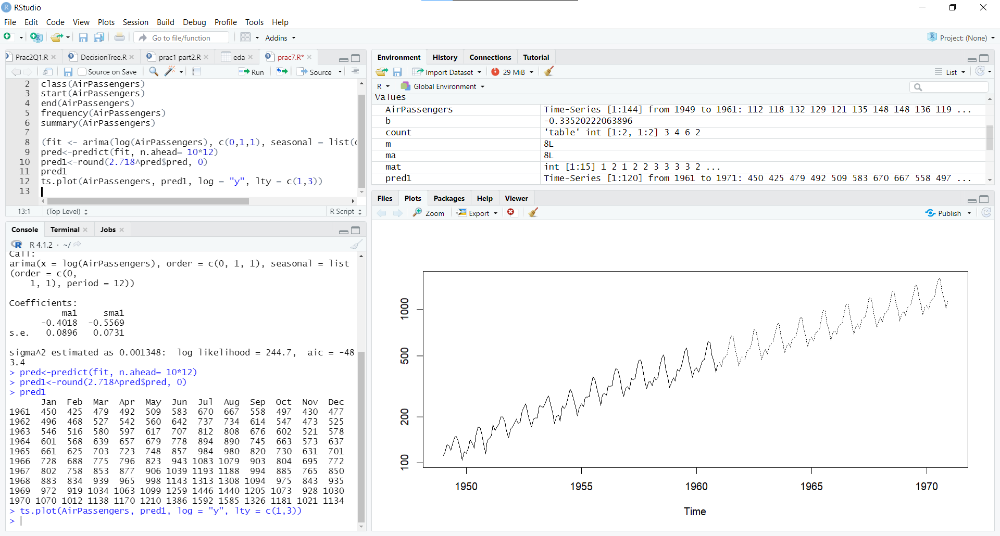 RStudio
File Edit Code View Plots Session Build Debug Profile Tools Help
Go to file/function Addins Project: (None)
Prac2Q1.R DecisionTree.R prac1 part2.R eda prac7.R*
Source on Save Run Source
2 class(AirPassengers)
3 start(AirPassengers)
4 end(AirPassengers)
5 frequency(AirPassengers)
6 summary(AirPassengers)
7
8 (fit <- arima(log(AirPassengers), c(0,1,1), seasonal = list(
9 pred<-predict(fit, n.ahead= 10*12)
10 pred1<-round(2.718^pred$pred, 0)
11 pred1
12 ts.plot(AirPassengers, pred1, log = "y", lty = c(1,3))
13
13:1 (Top Level) R Script
Console Terminal Jobs
R 4.1.2 · ~/
Call:
arima(x = log(AirPassengers), order = c(0, 1, 1), seasonal = list
(order = c(0,
1, 1), period = 12))
Coefficients:
ma1 sma1
-0.4018 -0.5569
s.e. 0.0896 0.0731
sigma^2 estimated as 0.001348: log likelihood = 244.7, aic = -48
3.4
> pred<-predict(fit, n.ahead= 10*12)
> pred1<-round(2.718^pred$pred, 0)
> pred1
Jan Feb Mar Apr May Jun Jul Aug Sep Oct Nov Dec
1961 450 425 479 492 509 583 670 667 558 497 430 477
1962 496 468 527 542 560 642 737 734 614 547 473 525
1963 546 516 580 597 617 707 812 808 676 602 521 578
1964 601 568 639 657 679 778 894 890 745 663 573 637
1965 661 625 703 723 748 857 984 980 820 730 631 701
1966 728 688 775 796 823 943 1083 1079 903 804 695 772
1967 802 758 853 877 906 1039 1193 1188 994 885 765 850
1968 883 834 939 965 998 1143 1313 1308 1094 975 843 935
1969 972 919 1034 1063 1099 1259 1446 1440 1205 1073 928 1030
1970 1070 1012 1138 1170 1210 1386 1592 1585 1326 1181 1021 1134
> ts.plot(AirPassengers, pred1, log = "y", lty = c(1,3))
>
Environment History Connections Tutorial
Import Dataset 29 MiB List
R Global Environment
Values
AirPassengers Time-Series [1:144] from 1949 to 1961: 112 118 132 129 121 135 148 148 136 119 ...
b -0.33520222063896
count 'table' int [1:2, 1:2] 3 4 6 2
m 8L
ma 8L
mat int [1:15] 1 2 1 2 2 3 3 3 3 2 ...
pred1 Time-Series [1:120] from 1961 to 1971: 450 425 479 492 509 583 670 667 558 497 ...
Files Plots Packages Help Viewer
Zoom Export Publish
1000
500
200
100
1950 1955 1960 1965 1970
Time